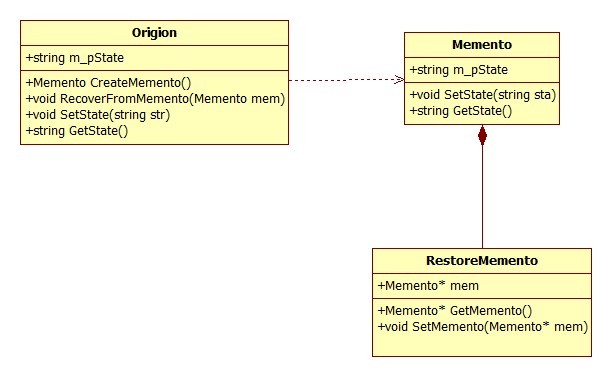 Origion
+string m_pState
+Memento CreateMemento()
+void RecoverFromMemento(Memento mem)
+void SetState(string str)
+string GetState()
Memento
+string m_pState
+void SetState(string sta)
+string GetState()
RestoreMemento
+Memento* mem
+Memento* GetMemento()
+void SetMemento(Memento* mem)